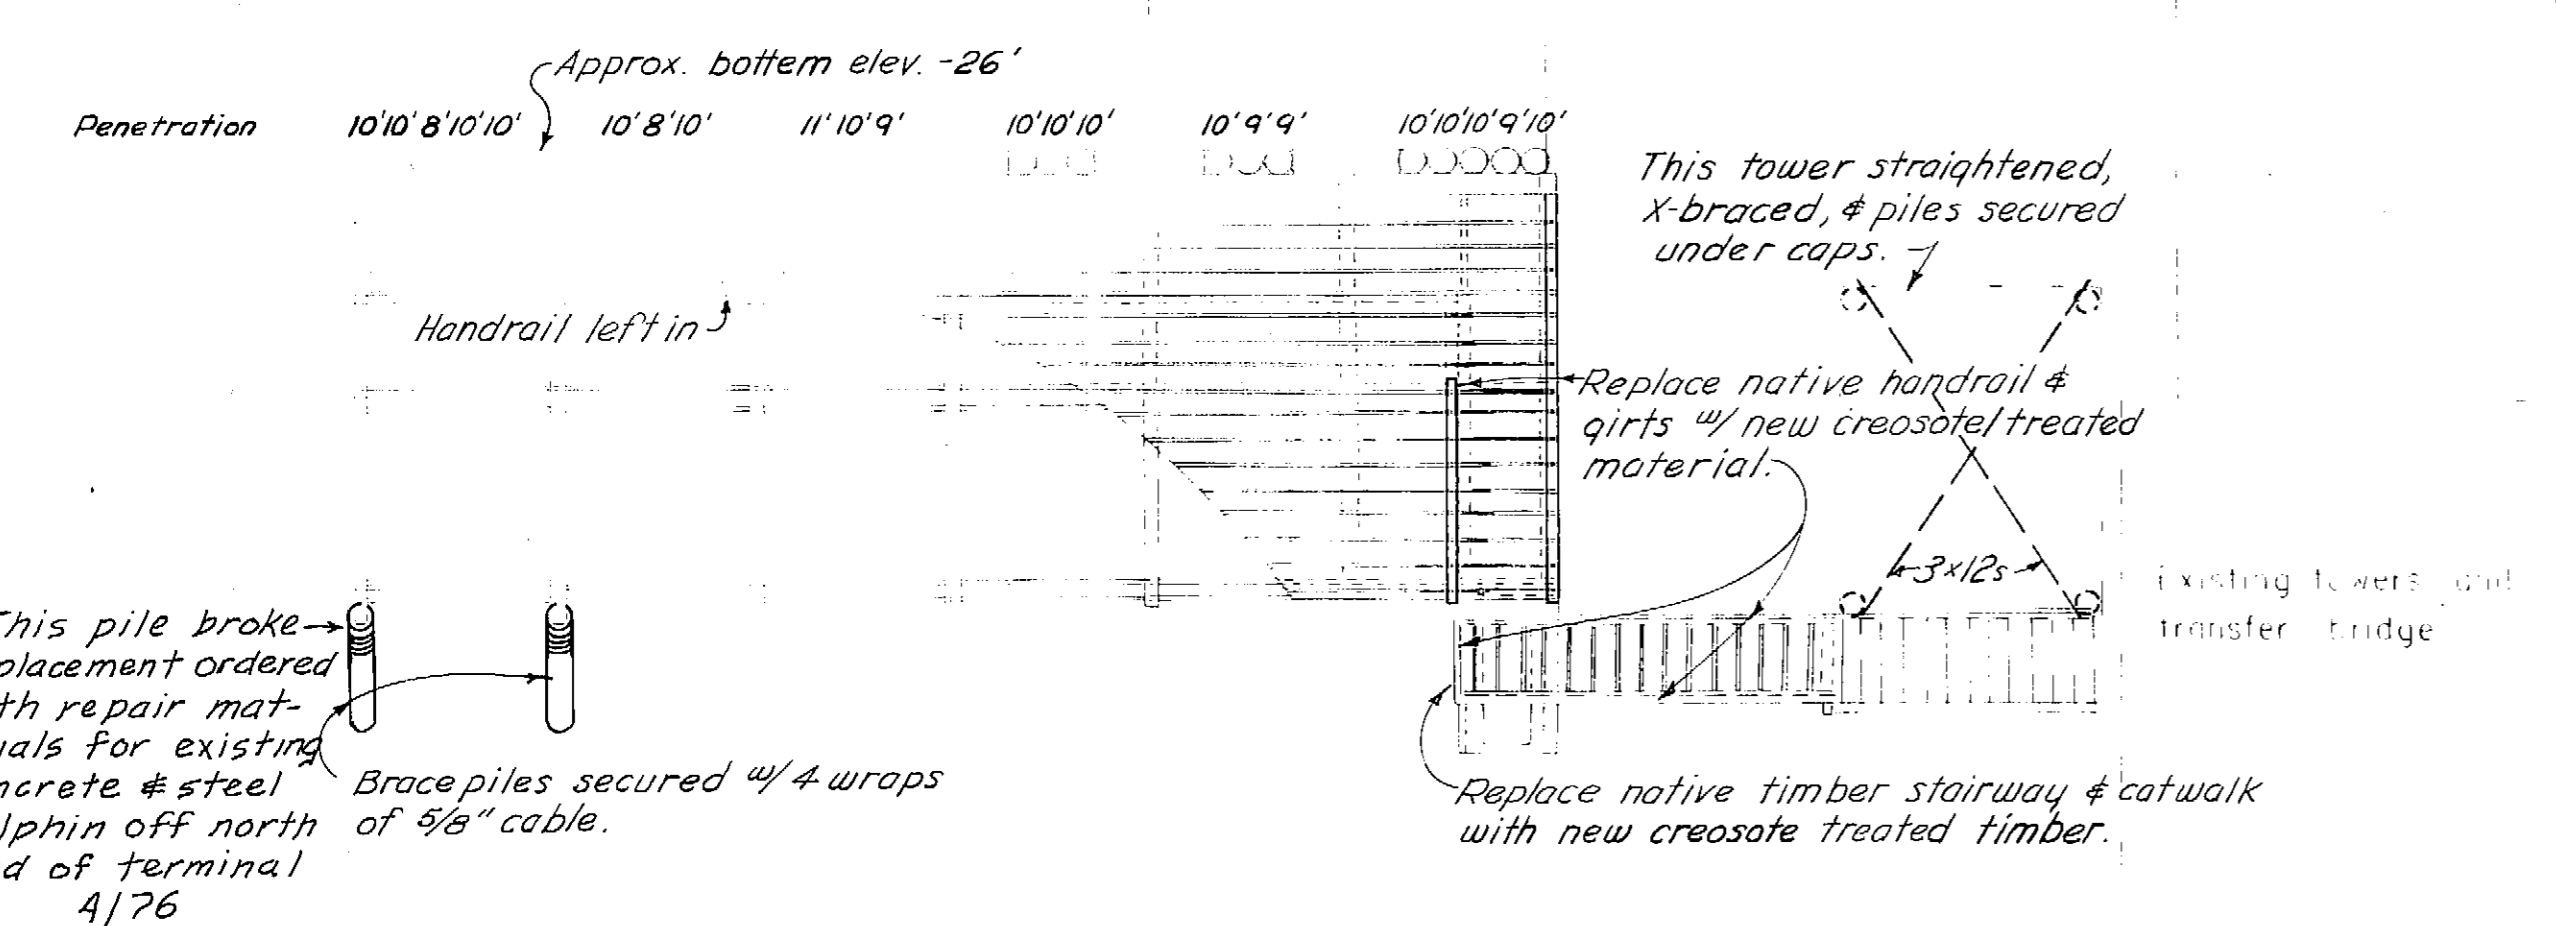 Approx. bottem elev. -26'
Penetration 10'10'8'10'10' 10'8'10' 11'10'9' 10'10'10' 10'9'9' 10'10'10'9'10'
This tower straightened,
X-braced, & piles secured
under caps.
Handrail left in
Replace native handrail &
girts w/ new creosote/treated
material.
3x12s
Existing towers and
transfer bridge
This pile broke
placement ordered
th repair mat-
ials for existing
ncrete & steel
lphin off north
d of terminal
4/76
Brace piles secured w/ 4 wraps
of 5/8" cable.
Replace native timber stairway & catwalk
with new creosote treated timber.